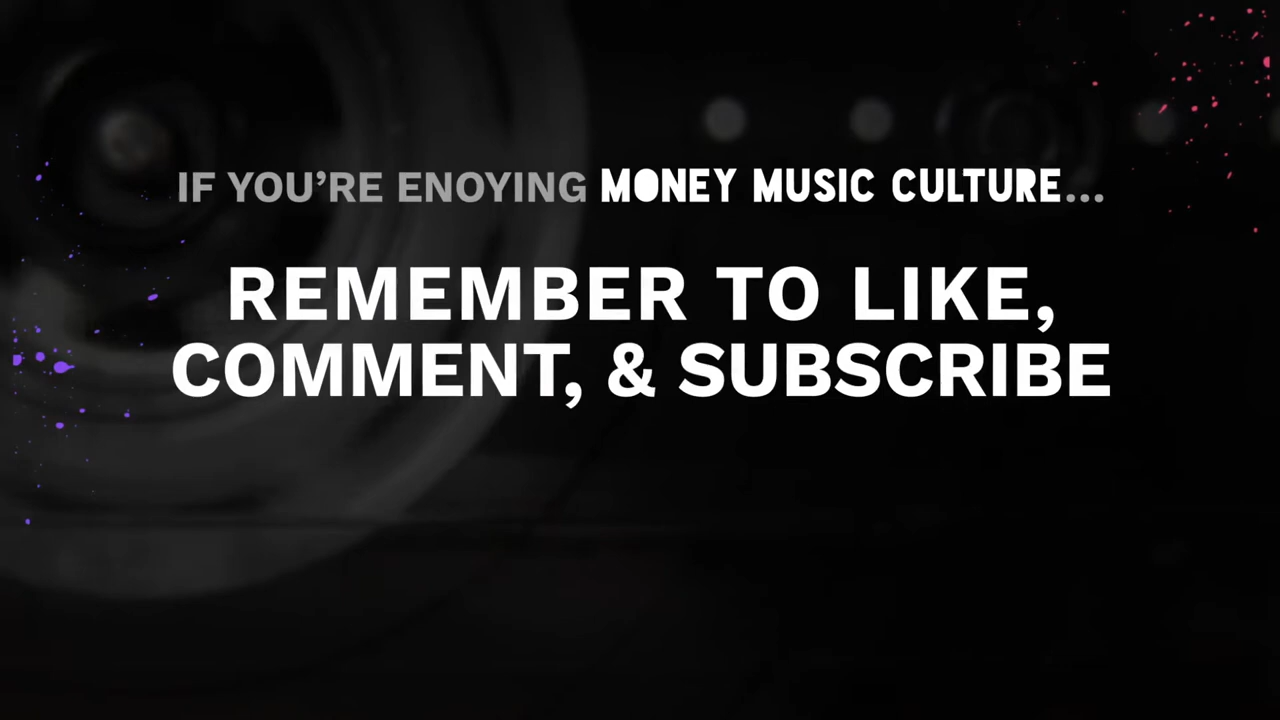 IF YOU’RE ENOYING MONEY MUSIC CULTURE...
REMEMBER TO LIKE,
COMMENT, & SUBSCRIBE